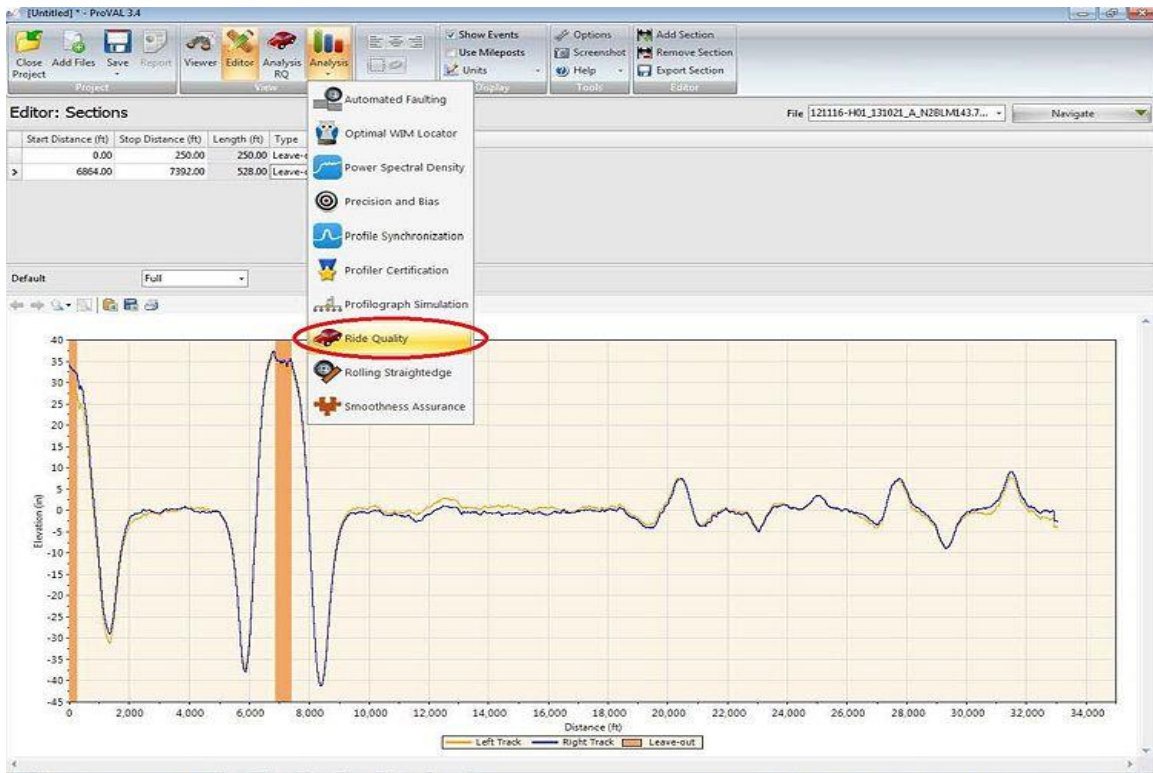 [Untitled] * - ProVAL 3.4
Close Project
Add Files
Save
Report
Viewer
Editor
Analysis RQ
Analysis
Show Events
Use Mileposts
Units
Options
Screenshot
Help
Add Section
Remove Section
Export Section
Project
View
Display
Tools
Editor
Editor: Sections
File 121116-H01_131021_A_N2BLM143.7...
Navigate
Start Distance (ft) Stop Distance (ft) Length (ft) Type
0.00 250.00 250.00 Leave-
6864.00 7392.00 528.00 Leave-
Automated Faulting
Optimal WIM Locator
Power Spectral Density
Precision and Bias
Profile Synchronization
Profiler Certification
Profilograph Simulation
Ride Quality
Rolling Straightedge
Smoothness Assurance
Default Full
Elevation (in)
40
35
30
25
20
15
10
5
0
-5
-10
-15
-20
-25
-30
-35
-40
-45
0 2,000 4,000 6,000 8,000 10,000 12,000 14,000 16,000 18,000 20,000 22,000 24,000 26,000 28,000 30,000 32,000 34,000
Distance (ft)
Left Track Right Track Leave-out